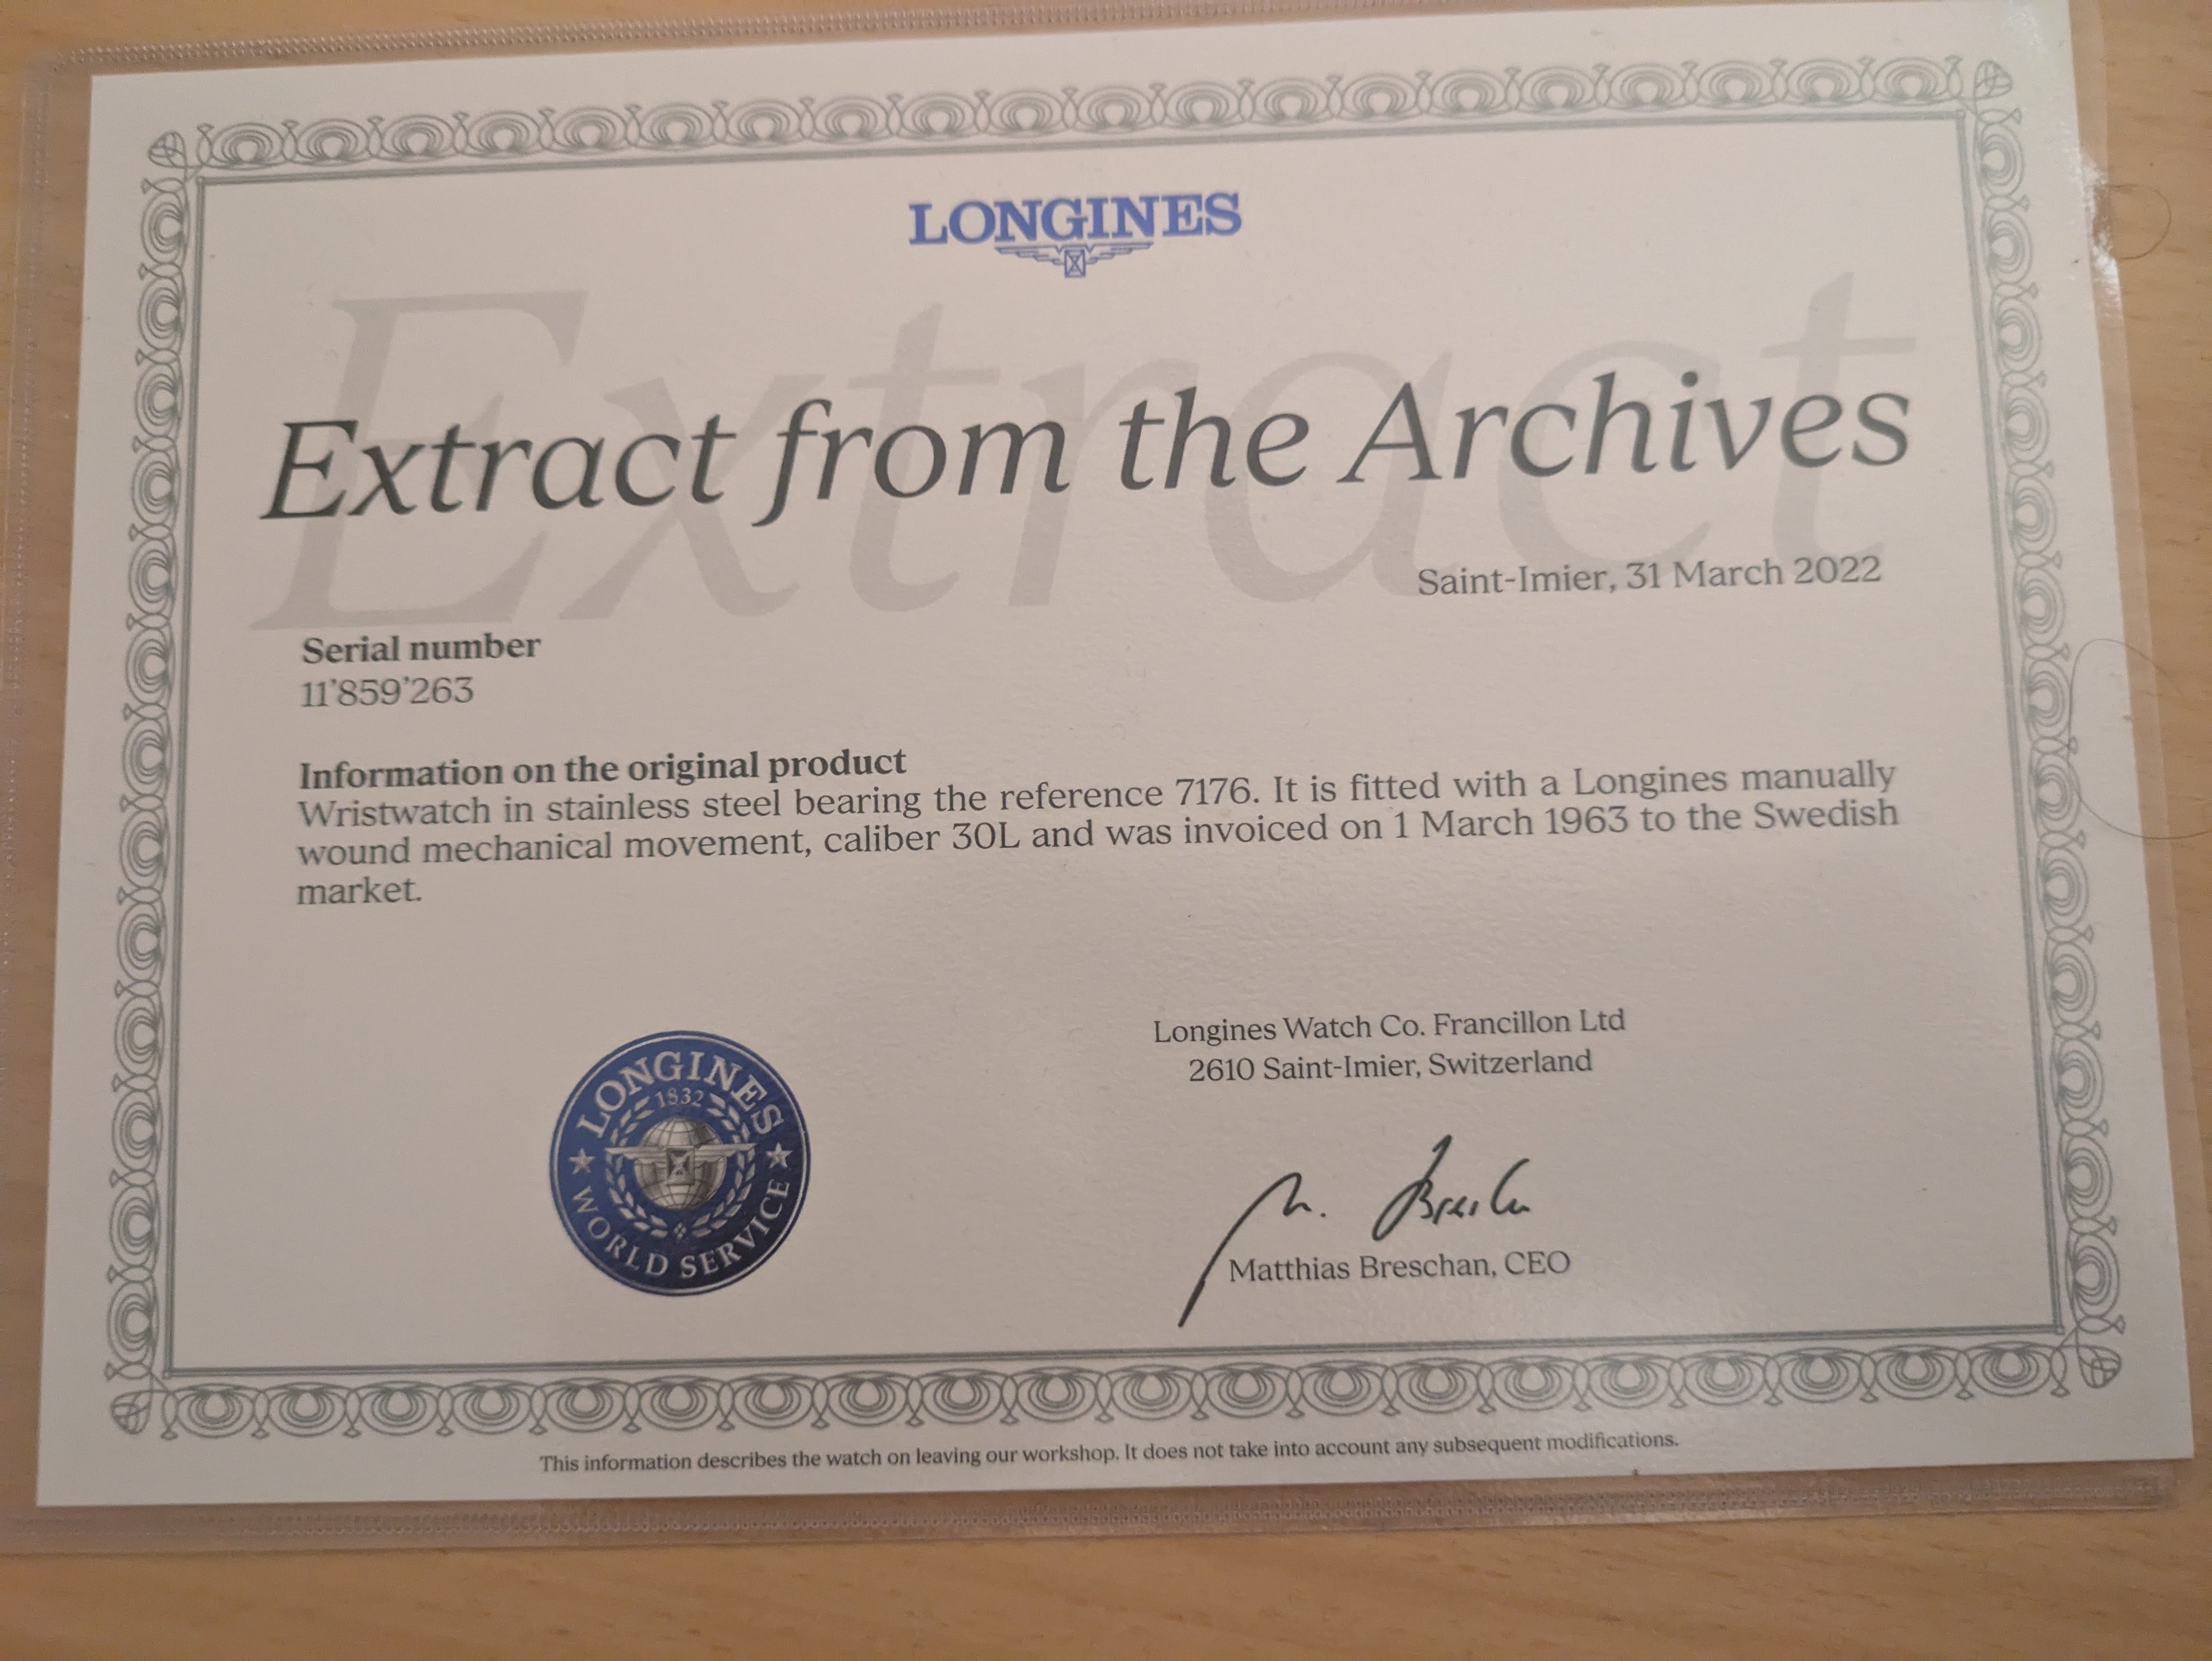 LONGINES
Extract
Extract from the Archives
Saint-Imier, 31 March 2022
Serial number
11'859'263
Information on the original product
Wristwatch in stainless steel bearing the reference 7176. It is fitted with a Longines manually
wound mechanical movement, caliber 30L and was invoiced on 1 March 1963 to the Swedish
market.
Longines Watch Co. Francillon Ltd
2610 Saint-Imier, Switzerland
LONGINES
1832
WORLD SERVICE
M. Breschan
Matthias Breschan, CEO
This information describes the watch on leaving our workshop. It does not take into account any subsequent modifications.